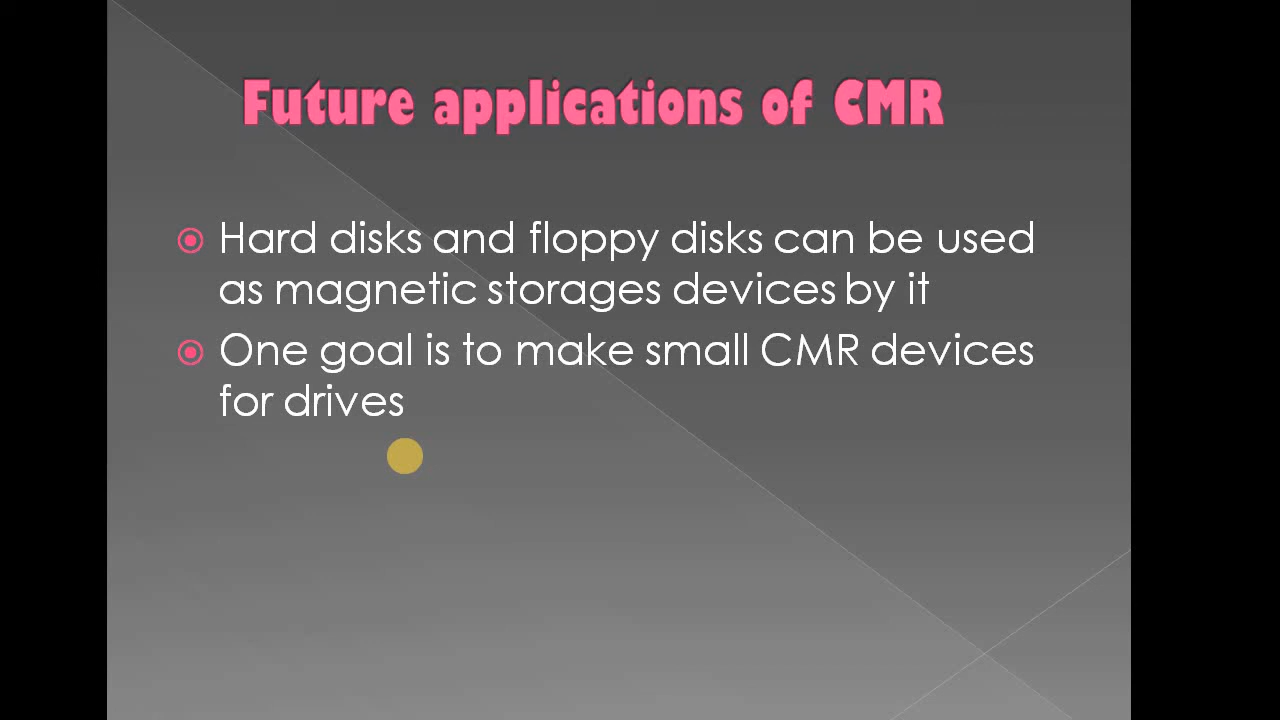 Future applications of CMR
Hard disks and floppy disks can be used
as magnetic storages devices by it
One goal is to make small CMR devices
for drives